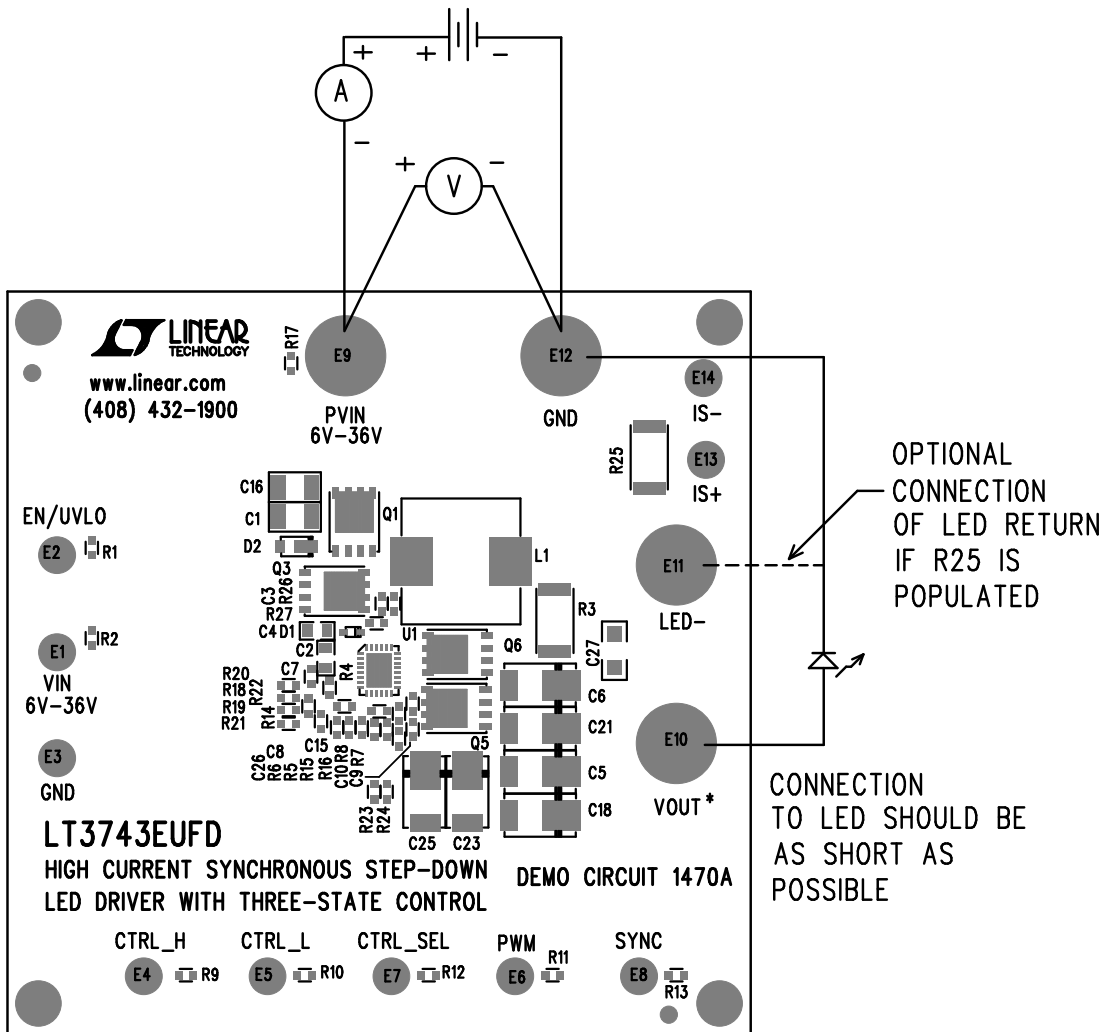 + + -
A
-
+ V -
LINEAR
TECHNOLOGY
www.linear.com
(408) 432-1900
R17
E9
PVIN
6V-36V
E12
GND
E14
IS-
E13
IS+
R25
OPTIONAL
CONNECTION
OF LED RETURN
IF R25 IS
POPULATED
EN/UVLO
E2
R1
C16
C1
Q1
D2
L1
E11
LED-
Q3
C3
R26
R27
C4 D1
C2
U1
R3
Q6
C27
E1
R2
VIN
6V-36V
C7
R4
R20
R18
R19
R21
R22
R14
C6
C21
C5
C18
E10
VOUT*
E3
GND
C26
R6
C8
R5
R15
C15
R16
C10
R8
C9
R7
Q5
R23
R24
C25
C23
CONNECTION
TO LED SHOULD BE
AS SHORT AS
POSSIBLE
LT3743EUFD
HIGH CURRENT SYNCHRONOUS STEP-DOWN
LED DRIVER WITH THREE-STATE CONTROL
DEMO CIRCUIT 1470A
CTRL_H
E4
R9
CTRL_L
E5
R10
CTRL_SEL
E7
R12
PWM
E6
R11
SYNC
E8
R13